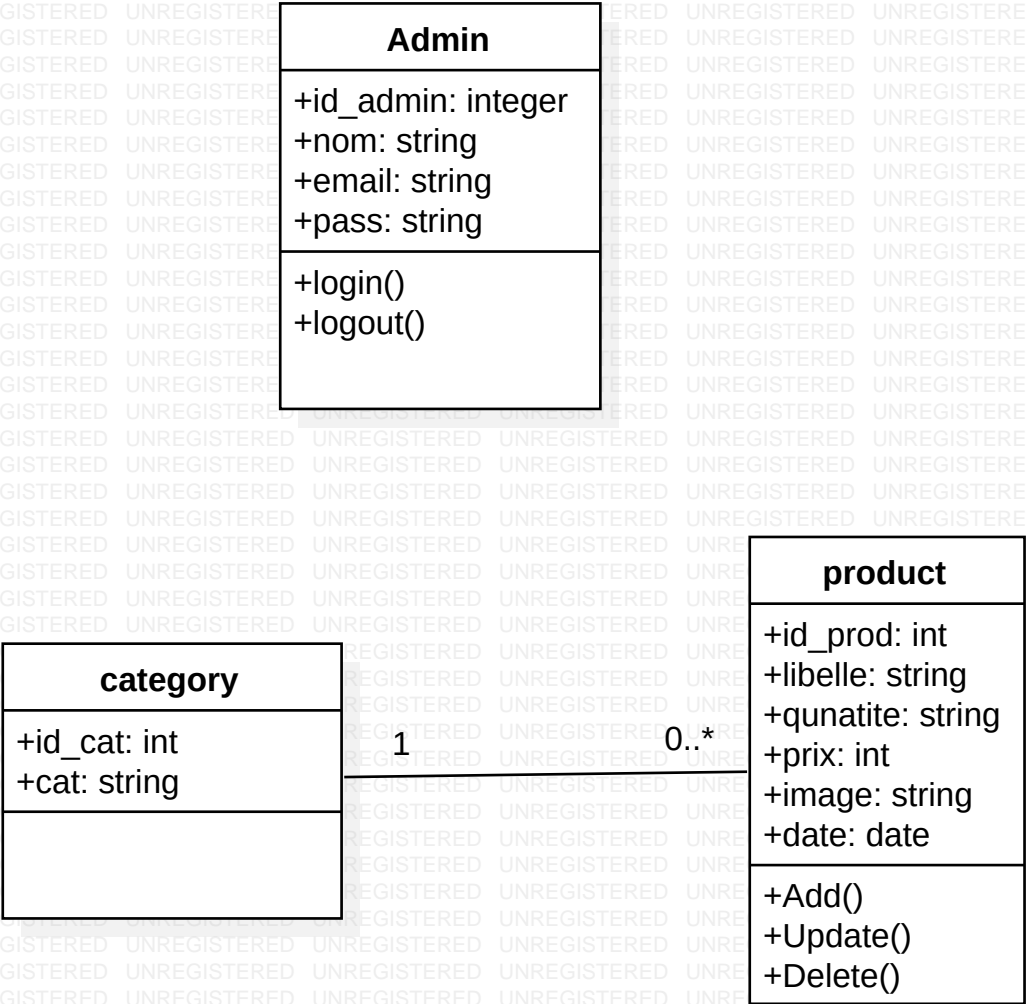 Admin
+id_admin: integer
+nom: string
+email: string
+pass: string
+login()
+logout()
category
+id_cat: int
+cat: string
1
0..*
product
+id_prod: int
+libelle: string
+qunatite: string
+prix: int
+image: string
+date: date
+Add()
+Update()
+Delete()
UNREGISTERED